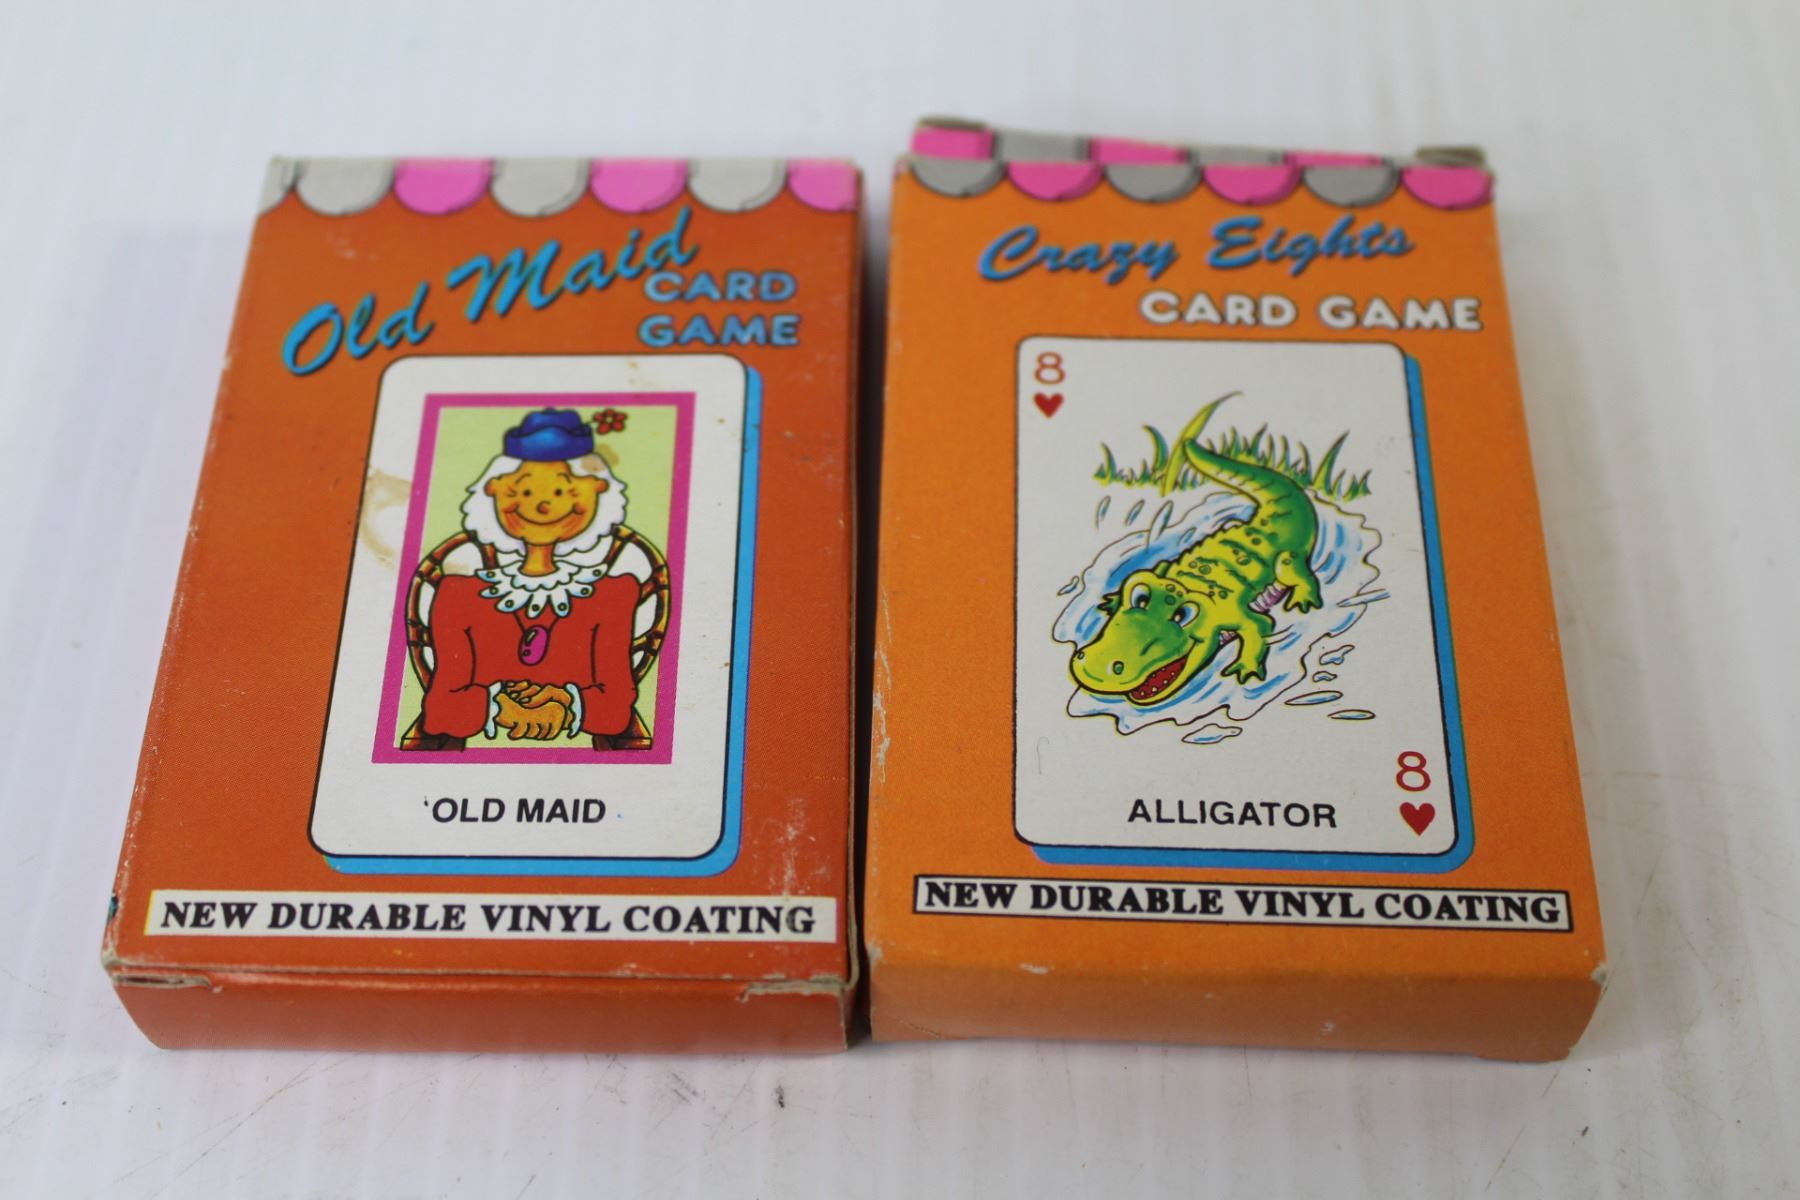 Old Maid
CARD
GAME
'OLD MAID
NEW DURABLE VINYL COATING
Crazy Eights
CARD GAME
8
ALLIGATOR
8
NEW DURABLE VINYL COATING